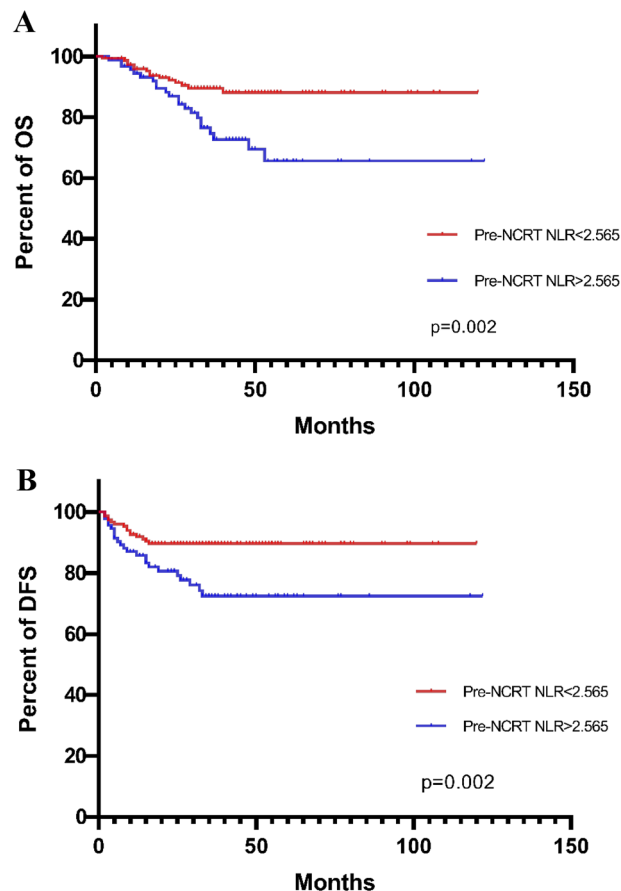 A
Percent of OS
100
80
60
40
20
0
Pre-NCRT NLR<2.565
Pre-NCRT NLR>2.565
p=0.002
0 50 100 150
Months
B
Percent of DFS
100
80
60
40
20
0
Pre-NCRT NLR<2.565
Pre-NCRT NLR>2.565
p=0.002
0 50 100 150
Months